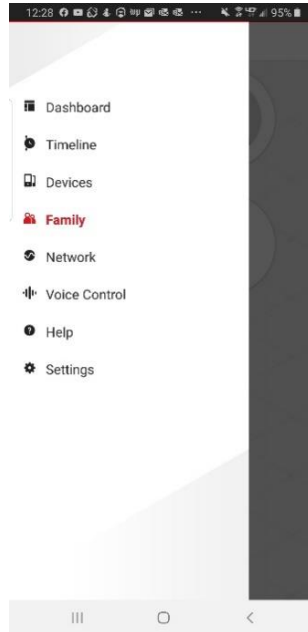 12:28 95%
Dashboard
Timeline
Devices
Family
Network
Voice Control
Help
Settings